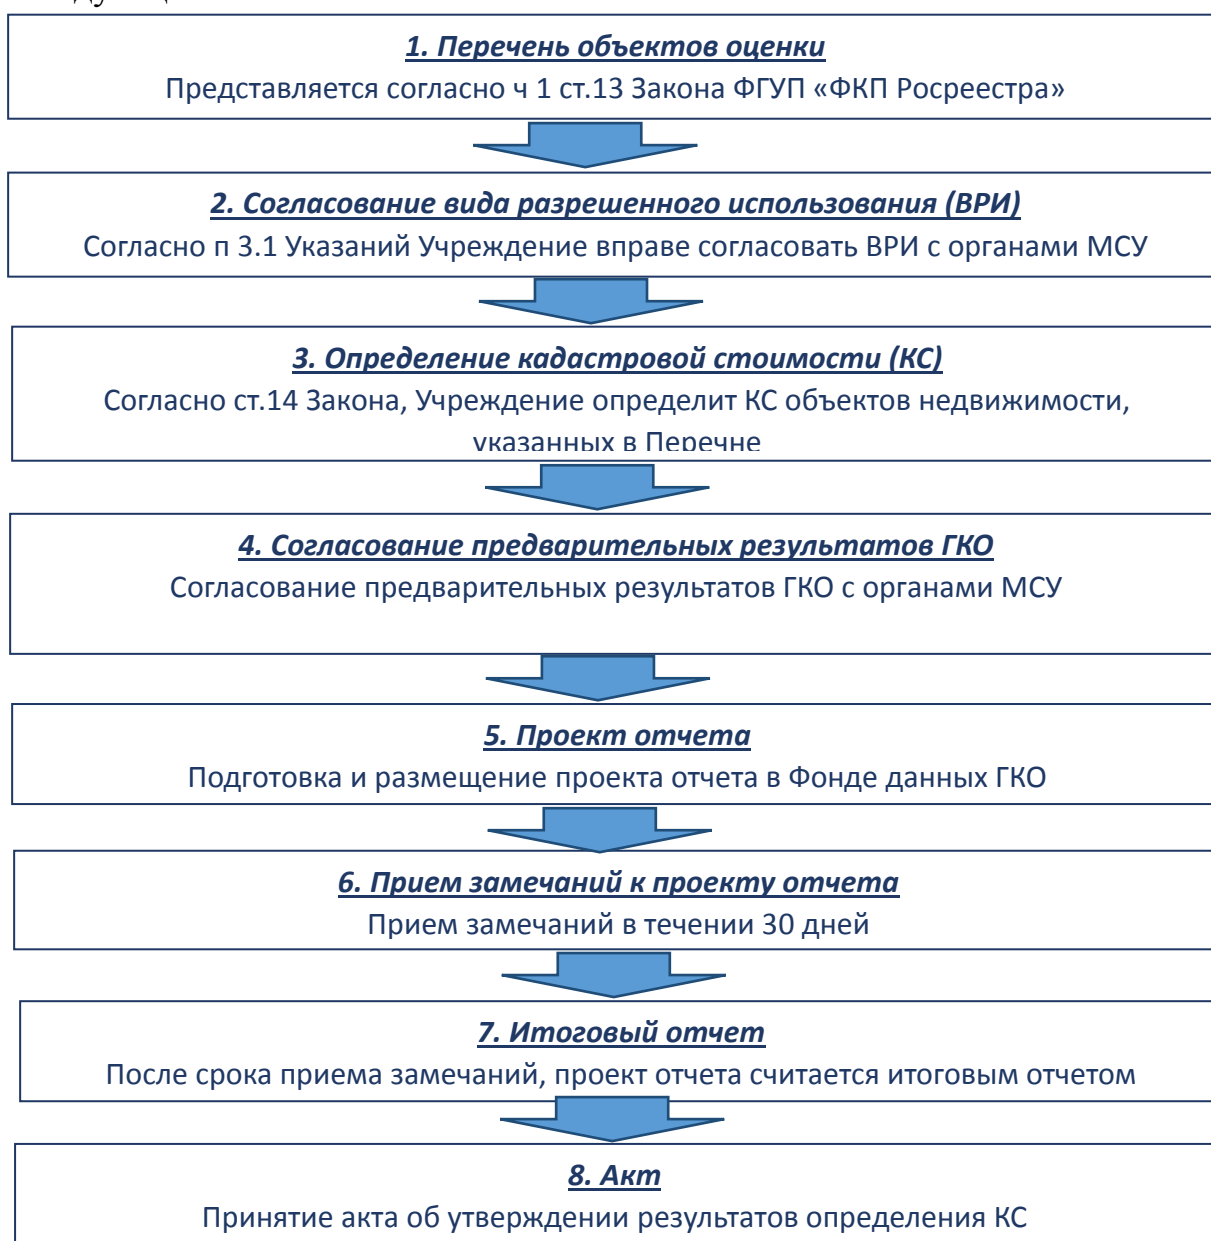 1. Перечень объектов оценки
Представляется согласно ч 1 ст.13 Закона ФГУП «ФКП Росреестра»
2. Согласование вида разрешенного использования (ВРИ)
Согласно п 3.1 Указаний Учреждение вправе согласовать ВРИ с органами МСУ
3. Определение кадастровой стоимости (КС)
Согласно ст.14 Закона, Учреждение определит КС объектов недвижимости,
указанных в Перечне
4. Согласование предварительных результатов ГКО
Согласование предварительных результатов ГКО с органами МСУ
5. Проект отчета
Подготовка и размещение проекта отчета в Фонде данных ГКО
6. Прием замечаний к проекту отчета
Прием замечаний в течении 30 дней
7. Итоговый отчет
После срока приема замечаний, проект отчета считается итоговым отчетом
8. Акт
Принятие акта об утверждении результатов определения КС